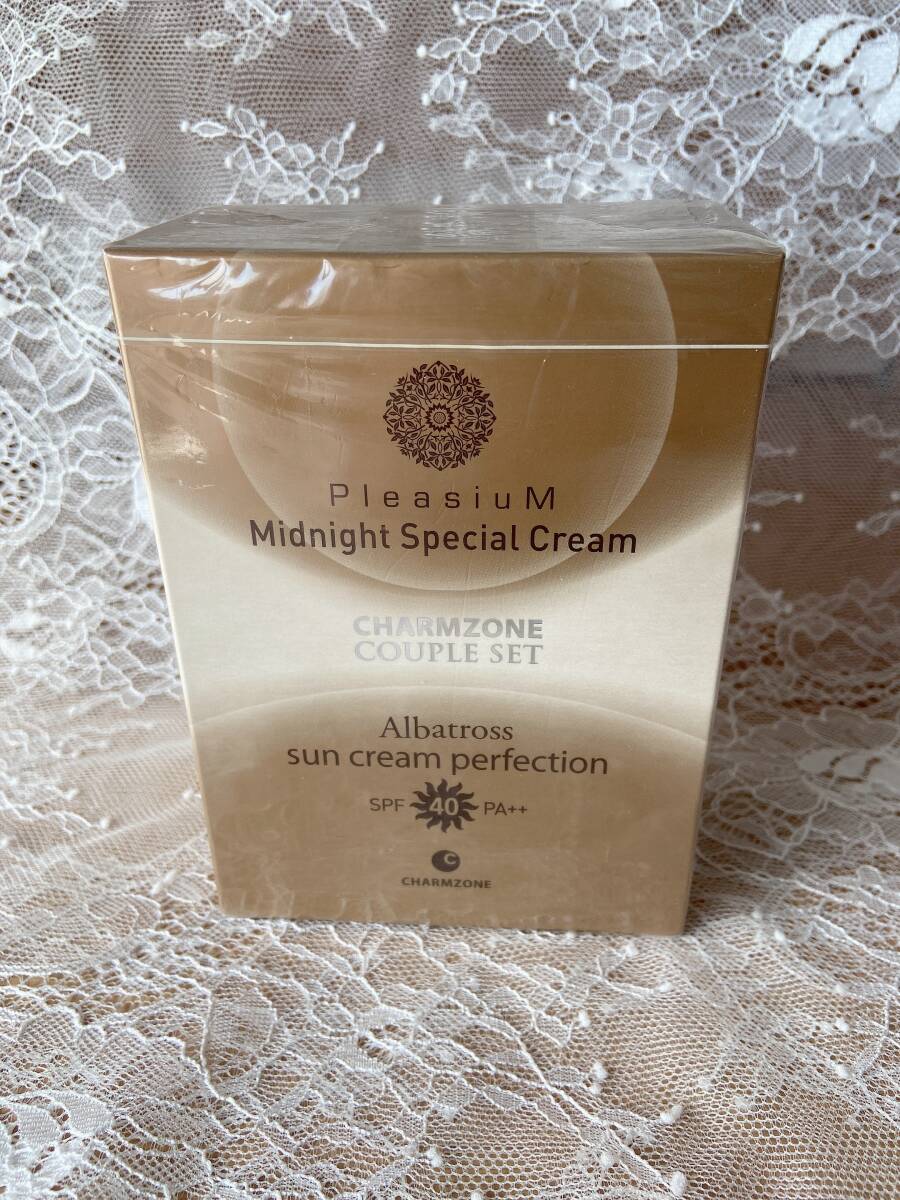 PleasiuM
Midnight Special Cream
CHARMZONE
COUPLE SET
Albatross
sun cream perfection
SPF 40 PA++
C
CHARMZONE